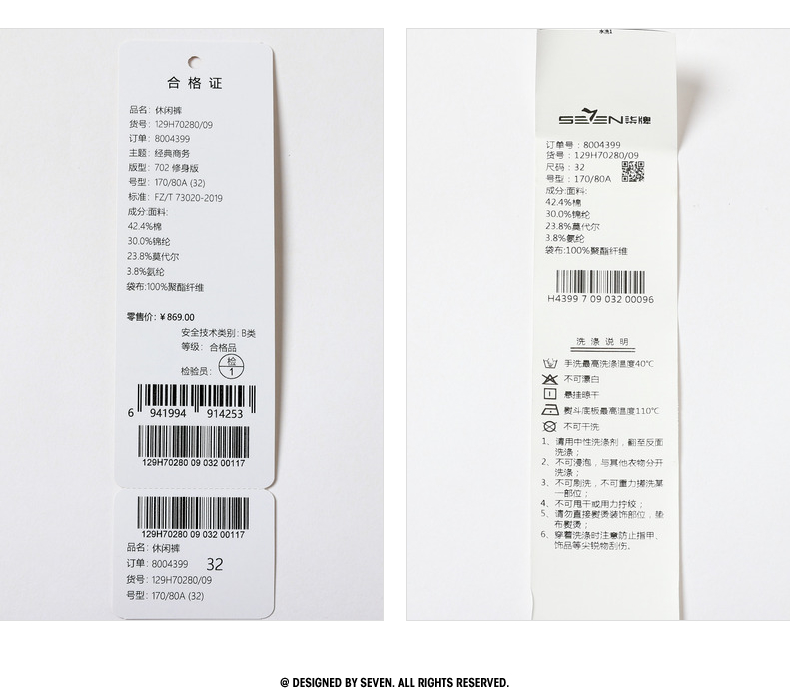 合格证
品名: 休闲裤
货号: 129H70280/09
订单: 8004399
主题: 经典商务
版型: 702 修身版
号型: 170/80A (32)
标准: FZ/T 73020-2019
成分:面料:
42.4%棉
30.0%锦纶
23.8%莫代尔
3.8%氨纶
袋布:100%聚酯纤维
零售价: ¥869.00
安全技术类别: B类
等级: 合格品
检验员: 检 1
6 941994 914253
129H70280 09 032 00117
129H70280 09 032 00117
品名: 休闲裤
订单: 8004399 32
货号: 129H70280/09
号型: 170/80A (32)
水洗1
SEVEN 柒牌
订单号: 8004399
货号: 129H70280/09
尺码: 32
号型: 170/80A
成分:面料:
42.4%棉
30.0%锦纶
23.8%莫代尔
3.8%氨纶
袋布:100%聚酯纤维
H4399 7 09 032 00096
洗涤说明
手洗最高洗涤温度40℃
不可漂白
悬挂晾干
熨斗底板最高温度110℃
不可干洗
1、请用中性洗涤剂, 翻至反面
洗涤;
2、不可浸泡, 与其他衣物分开
洗涤;
3、不可刷洗, 不可重力搓洗某
一部位;
4、不可甩干或用力拧绞;
5、请勿直接熨烫装饰部位, 垫
布熨烫;
6、穿着洗涤时注意防止指甲、
饰品等尖锐物刮伤。
@ DESIGNED BY SEVEN. ALL RIGHTS RESERVED.